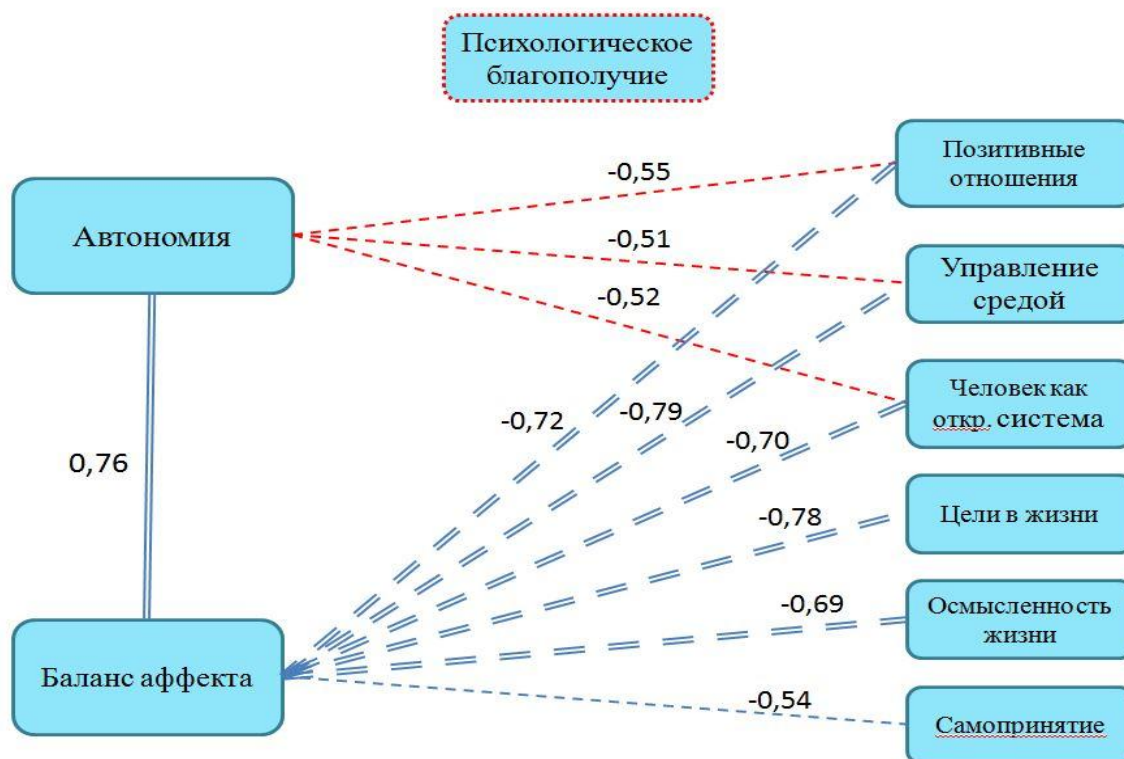 Психологическое
благополучие
Позитивные
отношения
-0,55
Автономия
-0,51
Управление
средой
-0,52
Человек как
откр. система
-0,72
-0,79
-0,70
0,76
-0,78
Цели в жизни
-0,69
Осмысленность
жизни
Баланс аффекта
-0,54
Самопринятие